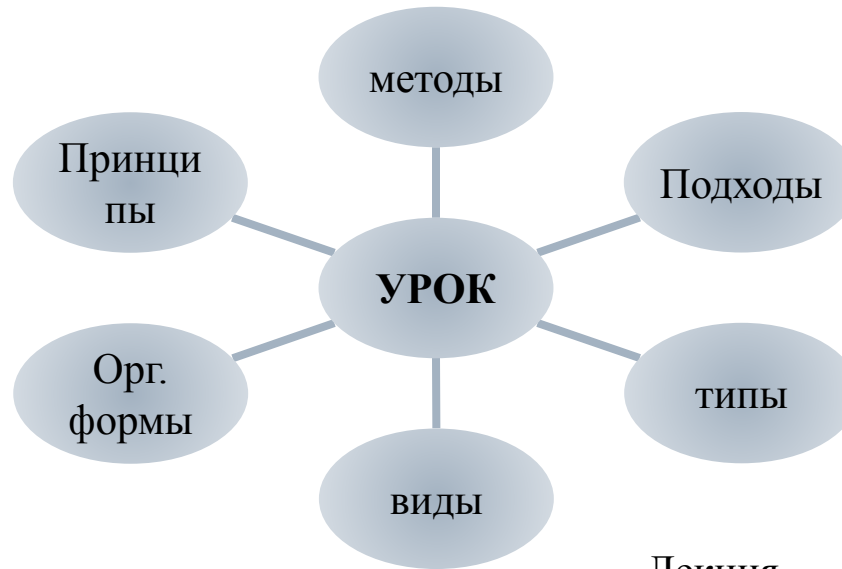 методы
Принци
пы
Подходы
УРОК
Орг.
формы
типы
виды